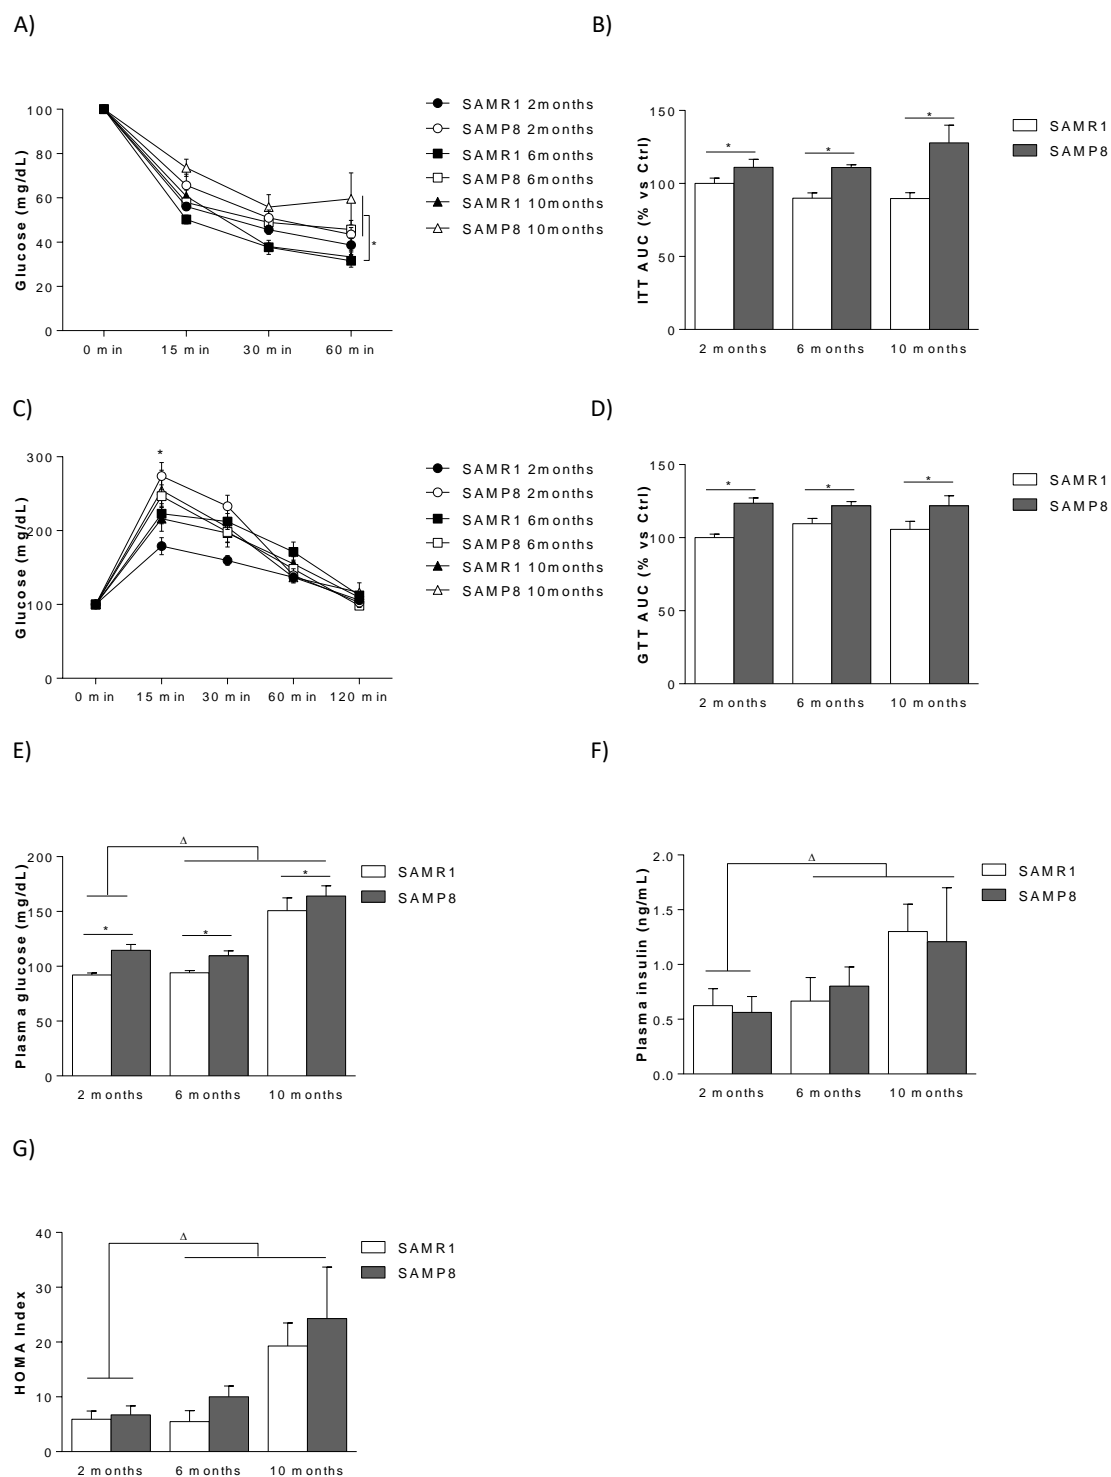 A)
Glucose (mg/dL)
100
80
60
40
20
0
0 min 15 min 30 min 60 min
*
SAMR1 2months
SAMP8 2months
SAMR1 6months
SAMP8 6months
SAMR1 10months
SAMP8 10months
B)
ITT AUC (% vs Ctrl)
150
100
50
0
* * *
2 months 6 months 10 months
SAMR1
SAMP8
C)
Glucose (mg/dL)
300
200
100
0
*
0 min 15 min 30 min 60 min 120 min
SAMR1 2months
SAMP8 2months
SAMR1 6months
SAMP8 6months
SAMR1 10months
SAMP8 10months
D)
GTT AUC (% vs Ctrl)
150
100
50
0
* * *
2 months 6 months 10 months
SAMR1
SAMP8
E)
Plasma glucose (mg/dL)
200
150
100
50
0
Δ
* * *
2 months 6 months 10 months
SAMR1
SAMP8
F)
Plasma insulin (ng/mL)
2.0
1.5
1.0
0.5
0.0
Δ
2 months 6 months 10 months
SAMR1
SAMP8
G)
HOMA Index
40
30
20
10
0
Δ
2 months 6 months 10 months
SAMR1
SAMP8